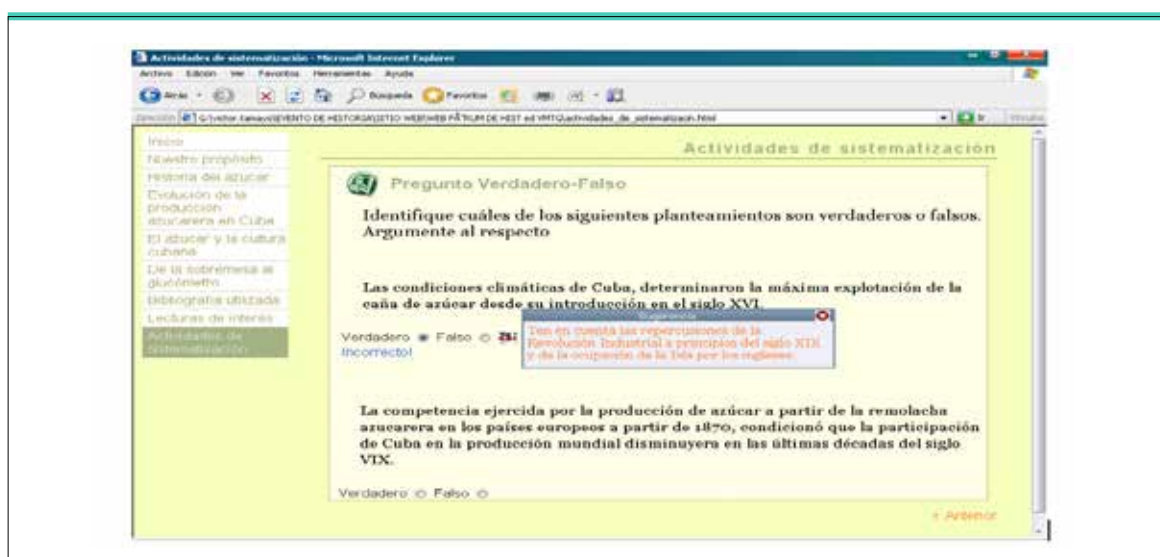 Actividades de sistematización - Microsoft Internet Explorer
Archivo Edición Ver Favoritos Herramientas Ayuda
Atrás Búsqueda Favoritos
Inicio
Nuestro propósito
Historia del azúcar
Evolución de la
producción
azucarera en Cuba
El azúcar y la cultura
cubana
De la sobremesa al
glucómetro
Bibliografía utilizada
Lecturas de interés
Actividades de
sistematización
Actividades de sistematización
Pregunta Verdadero-Falso
Identifique cuáles de los siguientes planteamientos son verdaderos o falsos.
Argumente al respecto
Las condiciones climáticas de Cuba, determinaron la máxima explotación de la
caña de azúcar desde su introducción en el siglo XVI.
Sugerencia
Ten en cuenta las repercusiones de la
Revolución Industrial a principios del siglo XIX
y de la ocupación de la Isla por los ingleses.
Verdadero Falso
Incorrecto!
La competencia ejercida por la producción de azúcar a partir de la remolacha
azucarera en los países europeos a partir de 1870, condicionó que la participación
de Cuba en la producción mundial disminuyera en las últimas décadas del siglo
VIX.
Verdadero Falso
< Anterior